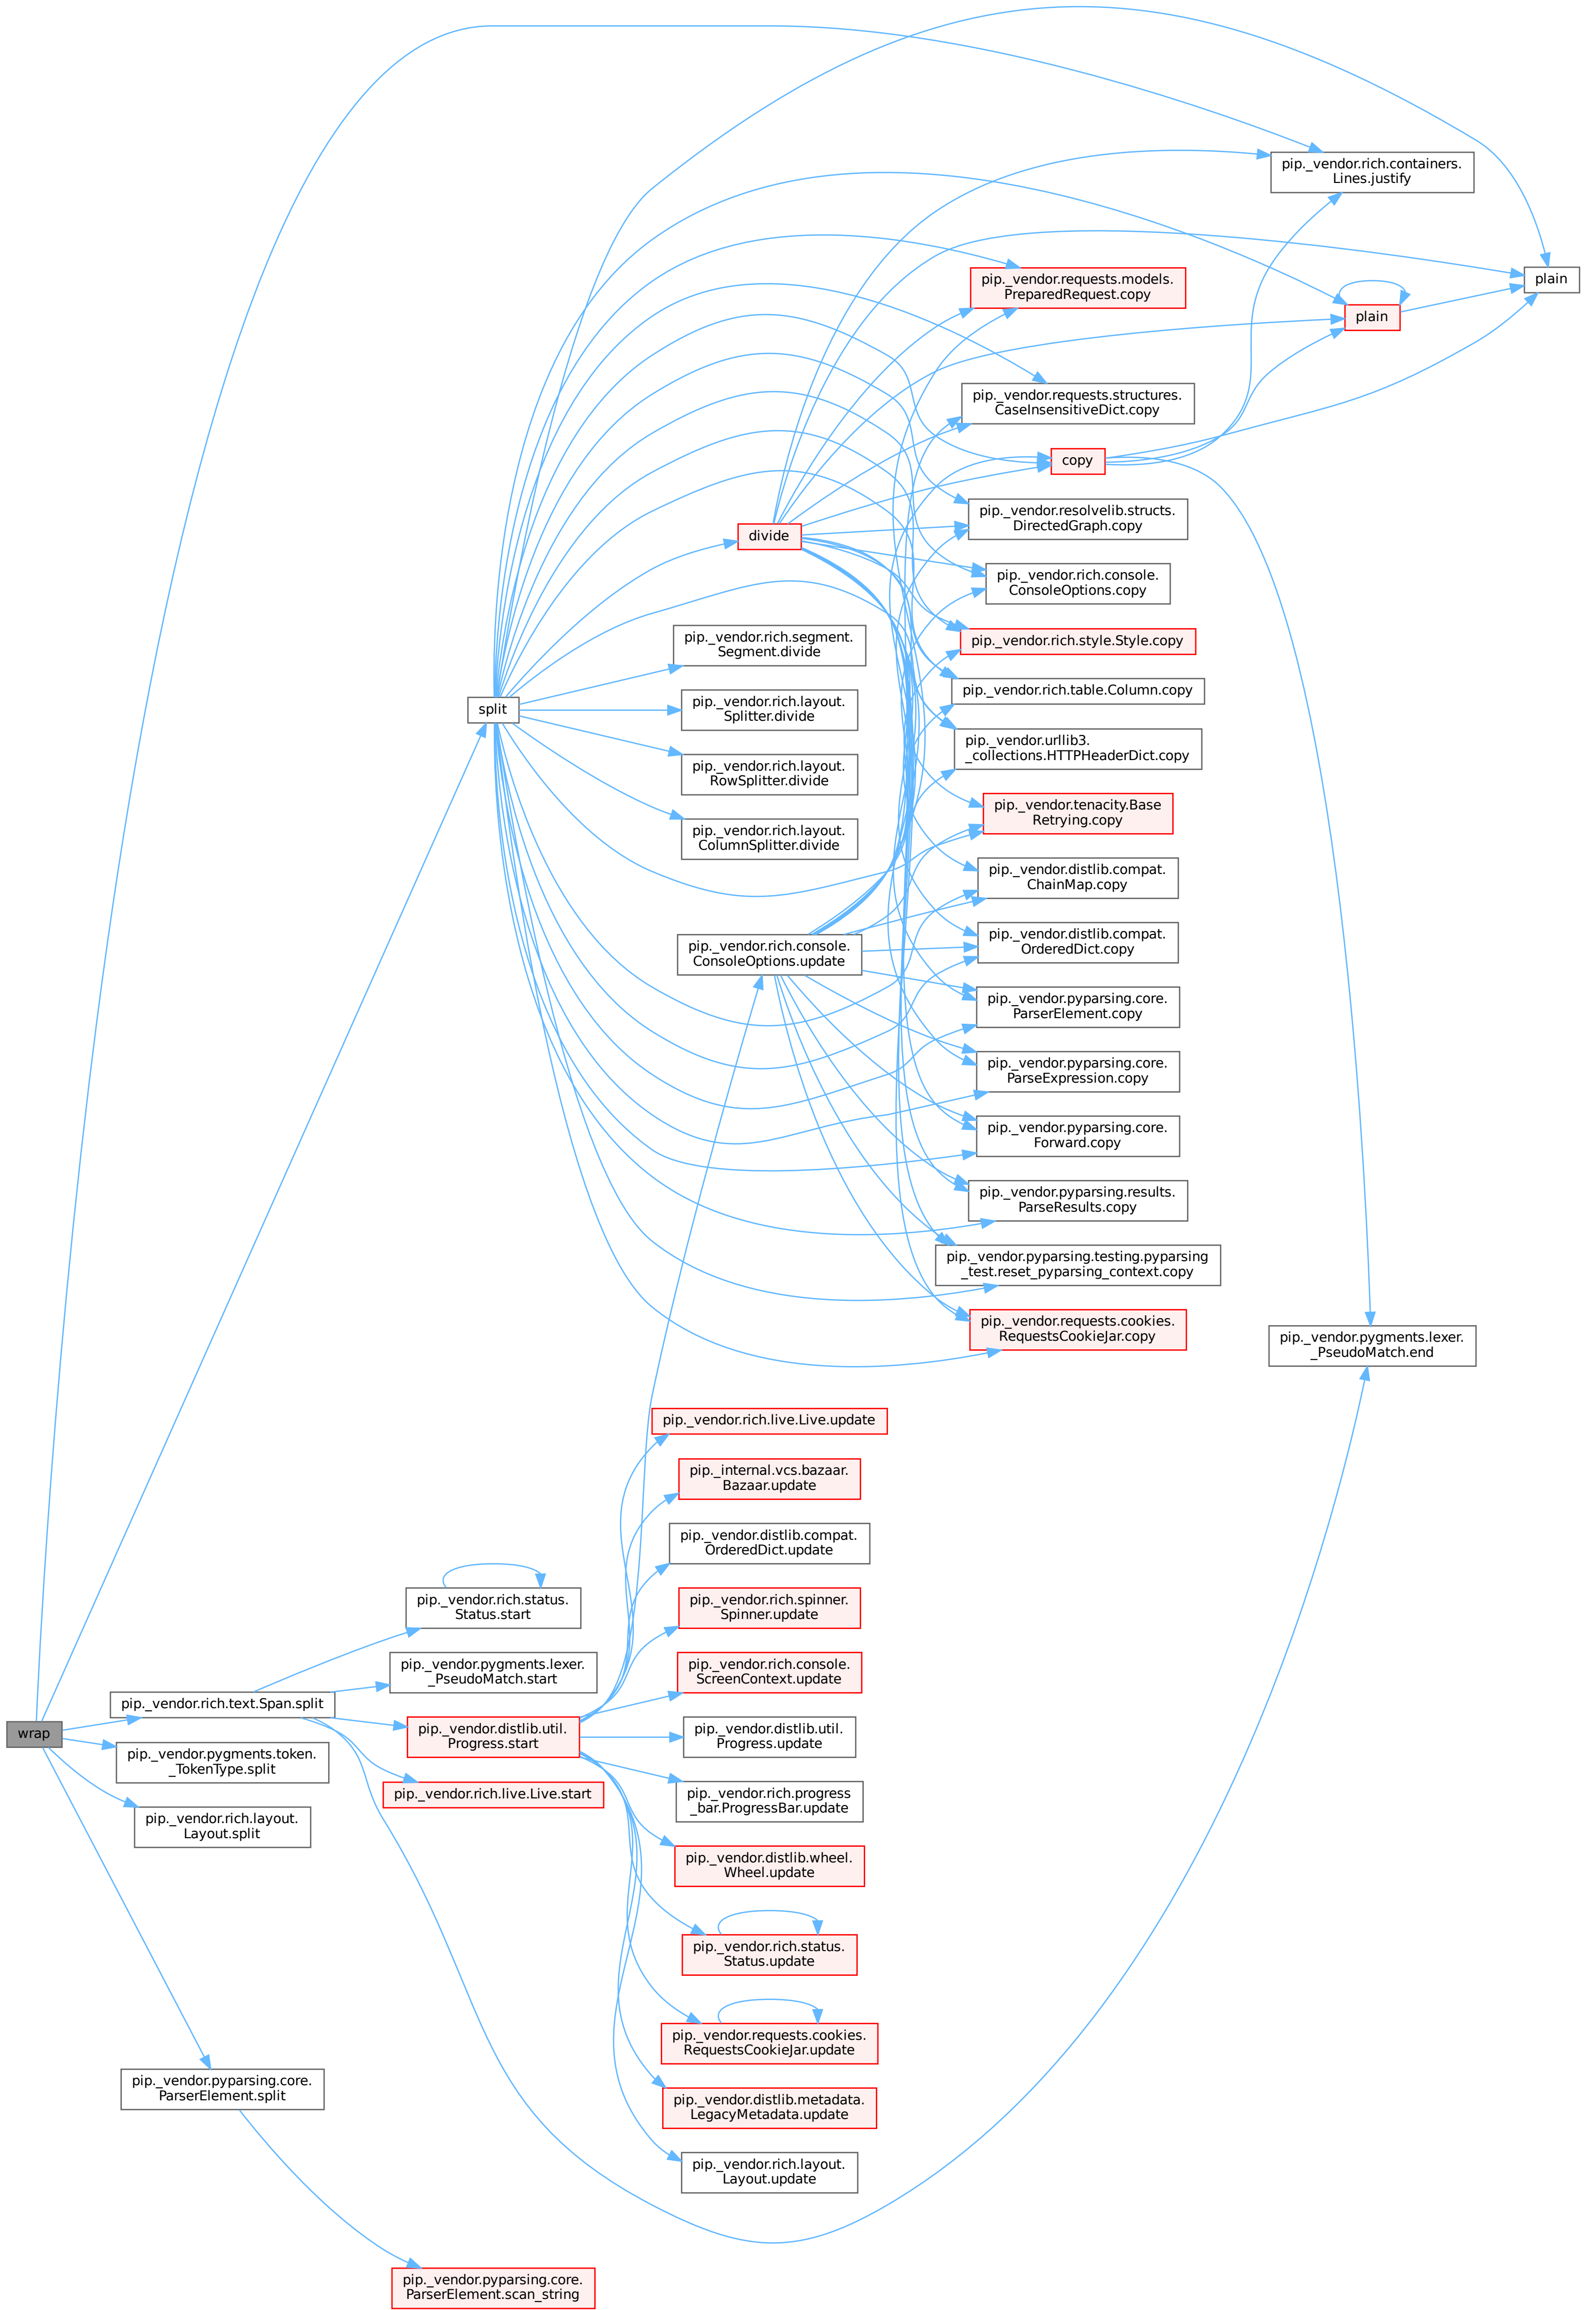 pip._vendor.rich.containers.
Lines.justify
plain
pip._vendor.requests.models.
PreparedRequest.copy
plain
pip._vendor.requests.structures.
CaseInsensitiveDict.copy
copy
pip._vendor.resolvelib.structs.
DirectedGraph.copy
divide
pip._vendor.rich.console.
ConsoleOptions.copy
pip._vendor.rich.segment.
Segment.divide
pip._vendor.rich.style.Style.copy
split
pip._vendor.rich.layout.
Splitter.divide
pip._vendor.rich.table.Column.copy
pip._vendor.urllib3.
_collections.HTTPHeaderDict.copy
pip._vendor.rich.layout.
RowSplitter.divide
pip._vendor.tenacity.Base
Retrying.copy
pip._vendor.rich.layout.
ColumnSplitter.divide
pip._vendor.distlib.compat.
ChainMap.copy
pip._vendor.distlib.compat.
OrderedDict.copy
pip._vendor.rich.console.
ConsoleOptions.update
pip._vendor.pyparsing.core.
ParserElement.copy
pip._vendor.pyparsing.core.
ParseExpression.copy
pip._vendor.pyparsing.core.
Forward.copy
pip._vendor.pyparsing.results.
ParseResults.copy
pip._vendor.pyparsing.testing.pyparsing
_test.reset_pyparsing_context.copy
pip._vendor.requests.cookies.
RequestsCookieJar.copy
pip._vendor.pygments.lexer.
_PseudoMatch.end
pip._vendor.rich.live.Live.update
pip._internal.vcs.bazaar.
Bazaar.update
pip._vendor.distlib.compat.
OrderedDict.update
pip._vendor.rich.status.
Status.start
pip._vendor.rich.spinner.
Spinner.update
pip._vendor.pygments.lexer.
_PseudoMatch.start
pip._vendor.rich.console.
ScreenContext.update
pip._vendor.rich.text.Span.split
wrap
pip._vendor.distlib.util.
Progress.start
pip._vendor.distlib.util.
Progress.update
pip._vendor.pygments.token.
_TokenType.split
pip._vendor.rich.live.Live.start
pip._vendor.rich.progress
_bar.ProgressBar.update
pip._vendor.rich.layout.
Layout.split
pip._vendor.distlib.wheel.
Wheel.update
pip._vendor.rich.status.
Status.update
pip._vendor.requests.cookies.
RequestsCookieJar.update
pip._vendor.pyparsing.core.
ParserElement.split
pip._vendor.distlib.metadata.
LegacyMetadata.update
pip._vendor.rich.layout.
Layout.update
pip._vendor.pyparsing.core.
ParserElement.scan_string